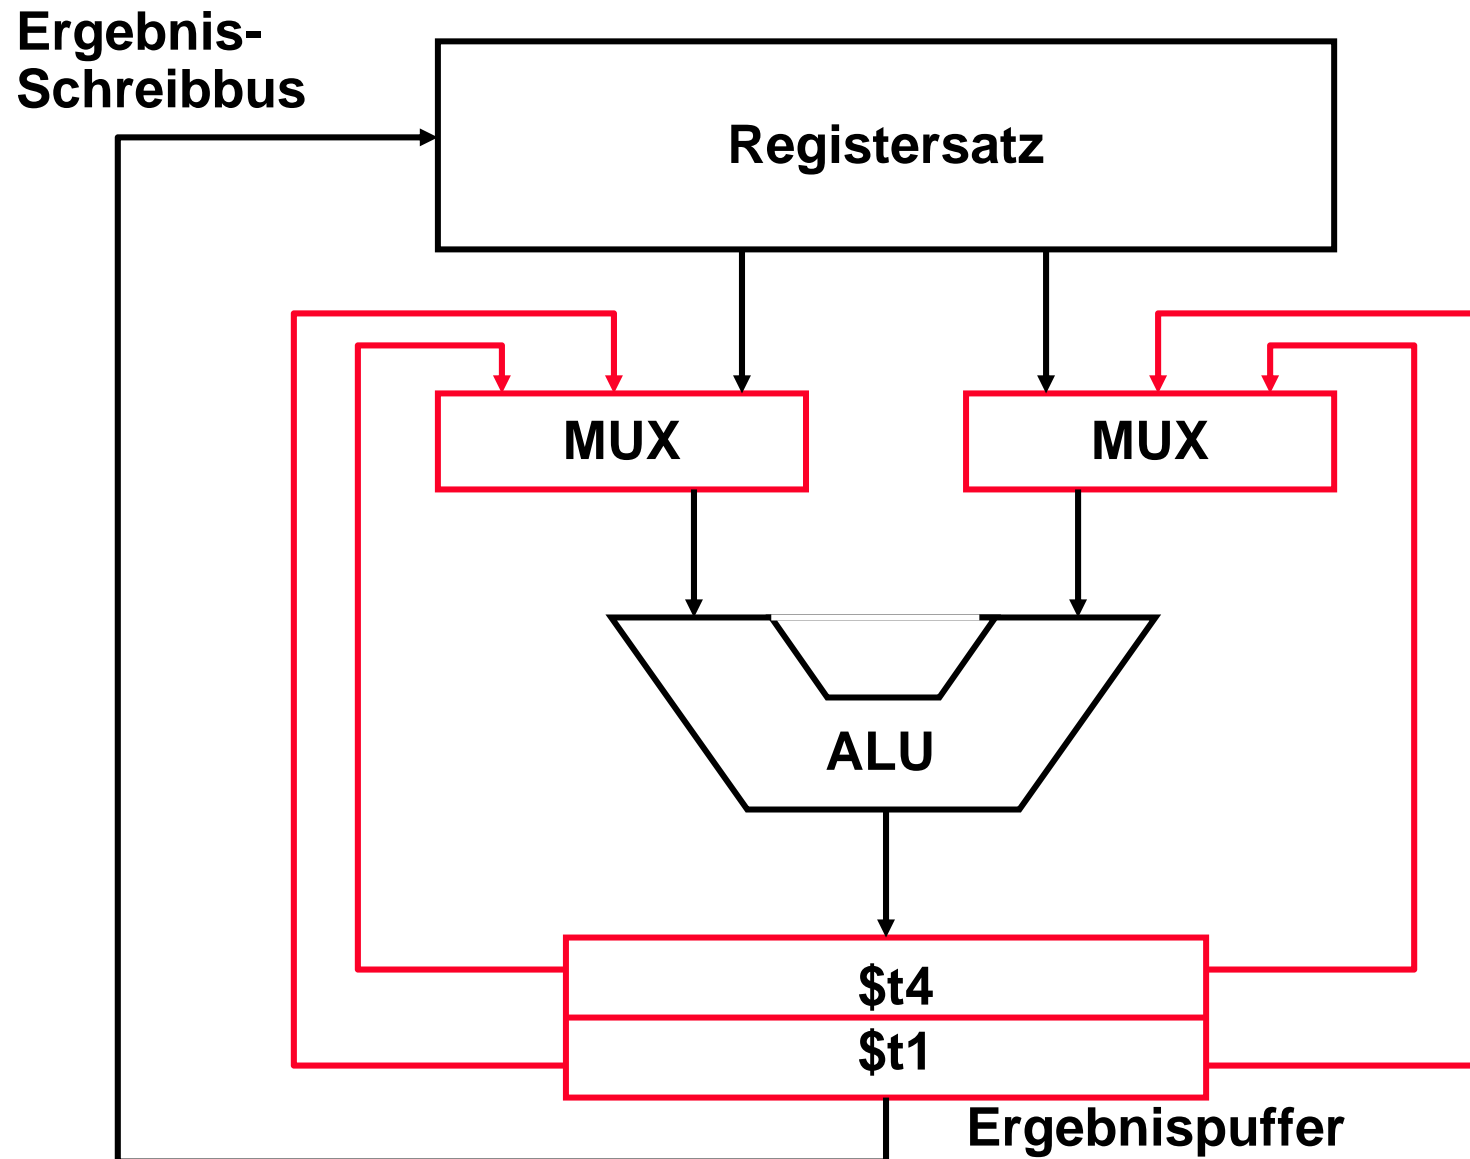 Ergebnis-
Schreibbus
Registersatz
MUX
MUX
ALU
$t4
$t1
Ergebnispuffer